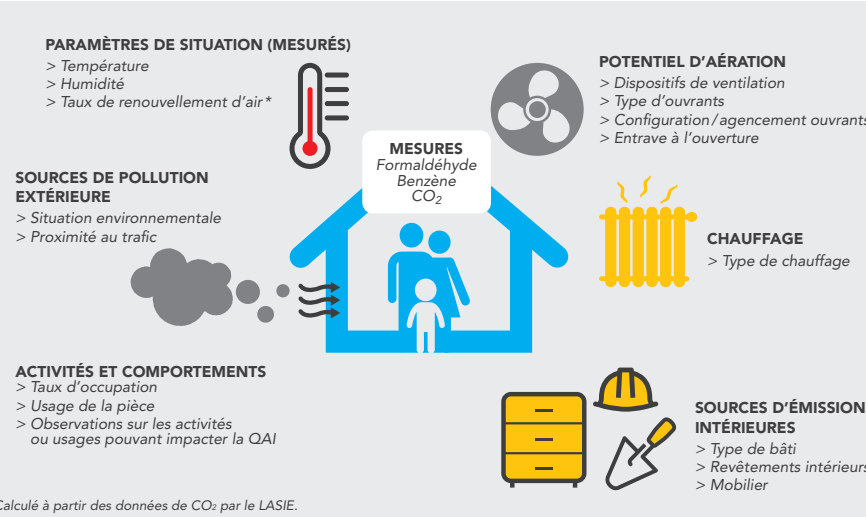 PARAMÈTRES DE SITUATION (MESURÉS)
> Température
> Humidité
> Taux de renouvellement d'air*
POTENTIEL D'AÉRATION
> Dispositifs de ventilation
> Type d'ouvrants
> Configuration/agencement ouvrants
> Entrave à l'ouverture
MESURES
Formaldéhyde
Benzène
CO₂
SOURCES DE POLLUTION
EXTÉRIEURE
> Situation environnementale
> Proximité au trafic
CHAUFFAGE
> Type de chauffage
ACTIVITÉS ET COMPORTEMENTS
> Taux d'occupation
> Usage de la pièce
> Observations sur les activités
ou usages pouvant impacter la QAI
SOURCES D'ÉMISSION
INTÉRIEURES
> Type de bâti
> Revêtements intérieurs
> Mobilier
Calculé à partir des données de CO₂ par le LASIE.